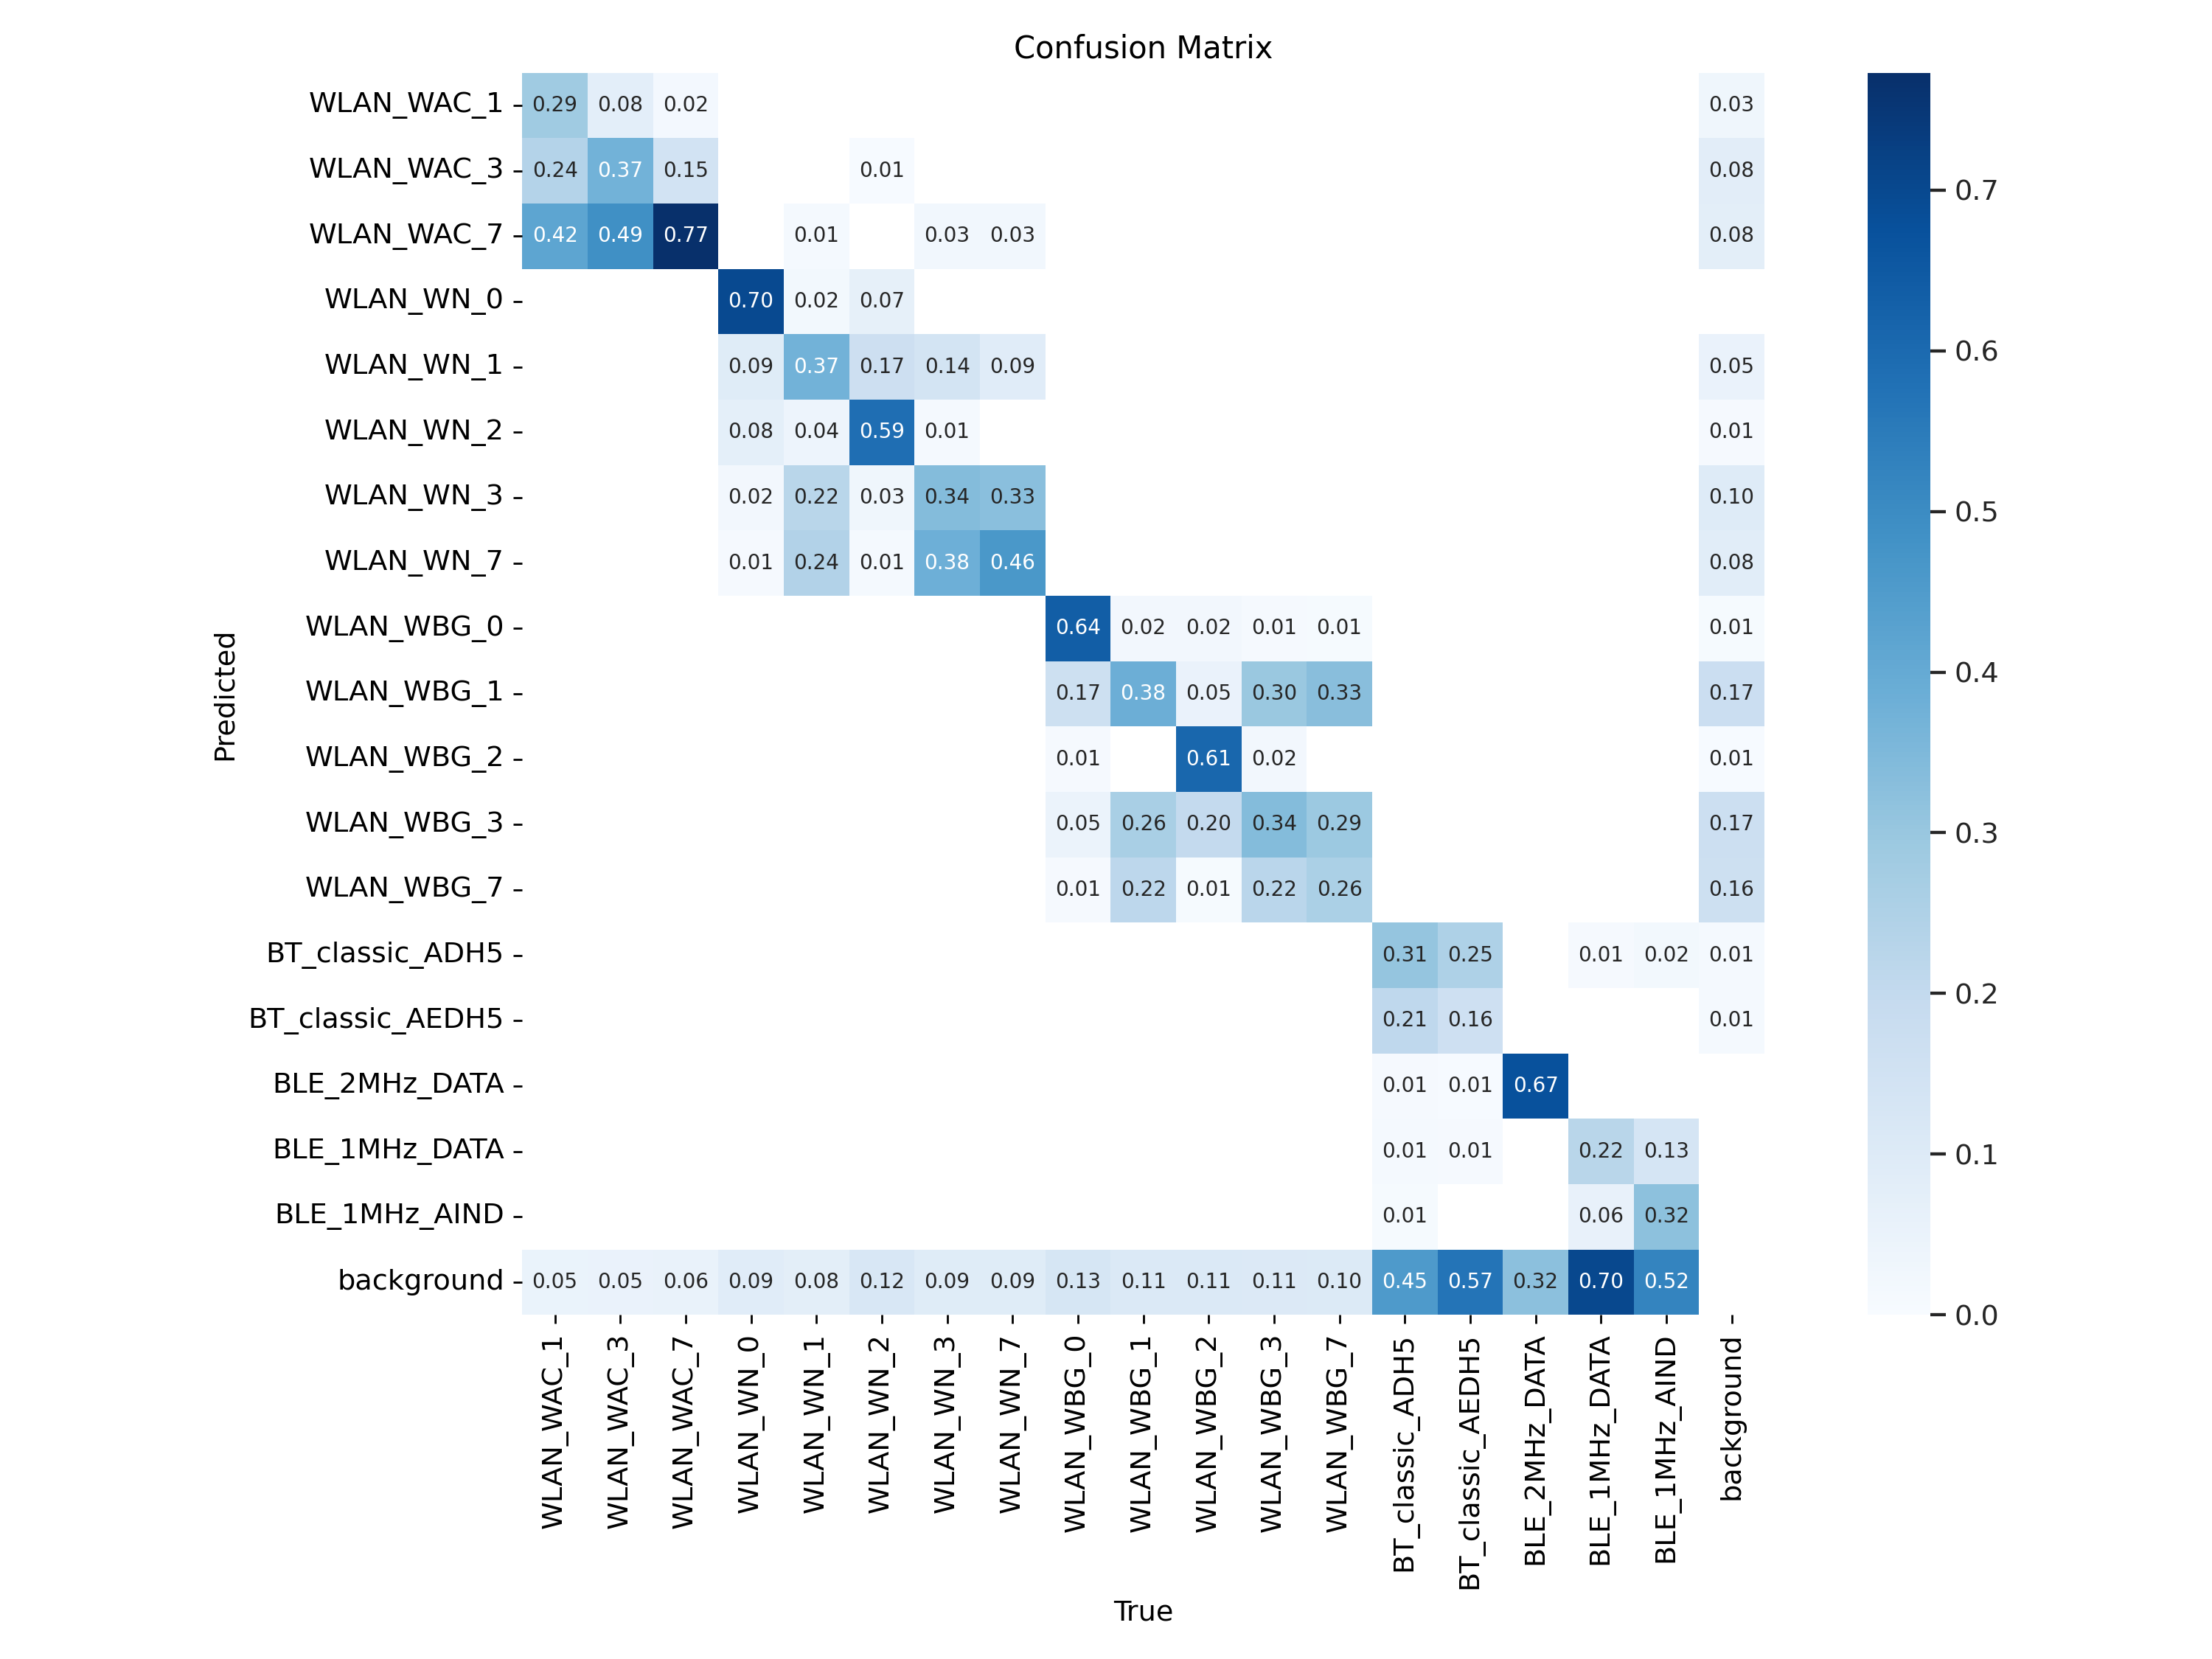 Confusion Matrix
WLAN_WAC_1 0.29 0.08 0.02 0.03
WLAN_WAC_3 0.24 0.37 0.15 0.01 0.08
WLAN_WAC_7 0.42 0.49 0.77 0.01 0.03 0.03 0.08
WLAN_WN_0 0.70 0.02 0.07
WLAN_WN_1 0.09 0.37 0.17 0.14 0.09 0.05
WLAN_WN_2 0.08 0.04 0.59 0.01 0.01
WLAN_WN_3 0.02 0.22 0.03 0.34 0.33 0.10
WLAN_WN_7 0.01 0.24 0.01 0.38 0.46 0.08
WLAN_WBG_0 0.64 0.02 0.02 0.01 0.01 0.01
WLAN_WBG_1 0.17 0.38 0.05 0.30 0.33 0.17
WLAN_WBG_2 0.01 0.61 0.02 0.01
WLAN_WBG_3 0.05 0.26 0.20 0.34 0.29 0.17
WLAN_WBG_7 0.01 0.22 0.01 0.22 0.26 0.16
BT_classic_ADH5 0.31 0.25 0.01 0.02 0.01
BT_classic_AEDH5 0.21 0.16 0.01
BLE_2MHz_DATA 0.01 0.01 0.67
BLE_1MHz_DATA 0.01 0.01 0.22 0.13
BLE_1MHz_AIND 0.01 0.06 0.32
background 0.05 0.05 0.06 0.09 0.08 0.12 0.09 0.09 0.13 0.11 0.11 0.11 0.10 0.45 0.57 0.32 0.70 0.52
Predicted
WLAN_WAC_1
WLAN_WAC_3
WLAN_WAC_7
WLAN_WN_0
WLAN_WN_1
WLAN_WN_2
WLAN_WN_3
WLAN_WN_7
WLAN_WBG_0
WLAN_WBG_1
WLAN_WBG_2
WLAN_WBG_3
WLAN_WBG_7
BT_classic_ADH5
BT_classic_AEDH5
BLE_2MHz_DATA
BLE_1MHz_DATA
BLE_1MHz_AIND
background
True
0.7
0.6
0.5
0.4
0.3
0.2
0.1
0.0